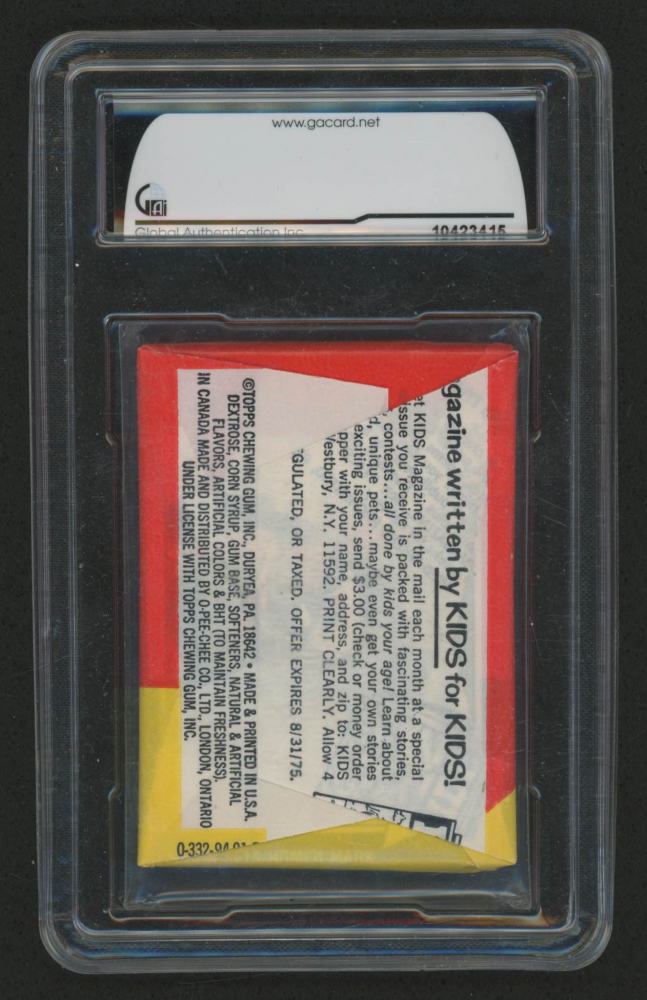 www.gacard.net
GAI
Global Authentication Inc.
10423415
gazine written by KIDS for KIDS!
et KIDS Magazine in the mail each month at a special
issue you receive is packed with fascinating stories,
, contests...all done by kids your age! Learn about
d, unique pets...maybe even get your own stories
exciting issues, send $3.00 (check or money order
pper with your name, address, and zip to: KIDS
Westbury, N.Y. 11592. PRINT CLEARLY. Allow 4
GULATED, OR TAXED. OFFER EXPIRES 8/31/75.
©TOPPS CHEWING GUM, INC., DURYEA, PA. 18642 • MADE & PRINTED IN U.S.A.
DEXTROSE, CORN SYRUP, GUM BASE, SOFTENERS, NATURAL & ARTIFICIAL
FLAVORS, ARTIFICIAL COLORS & BHT (TO MAINTAIN FRESHNESS).
IN CANADA MADE AND DISTRIBUTED BY O-PEE-CHEE CO., LTD., LONDON, ONTARIO
UNDER LICENSE WITH TOPPS CHEWING GUM, INC.
0-332-94-01